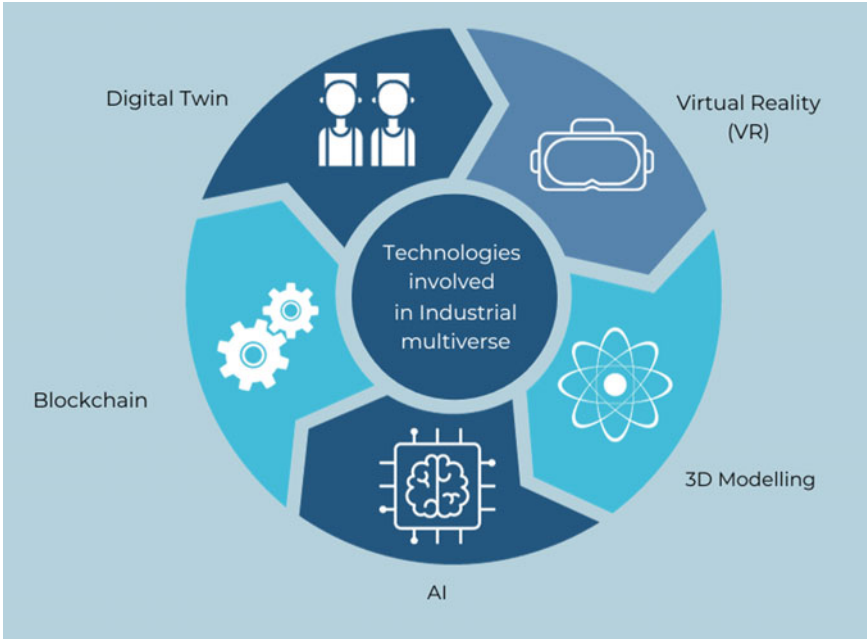 Digital Twin
Virtual Reality
(VR)
Technologies
involved
in Industrial
multiverse
Blockchain
3D Modelling
AI